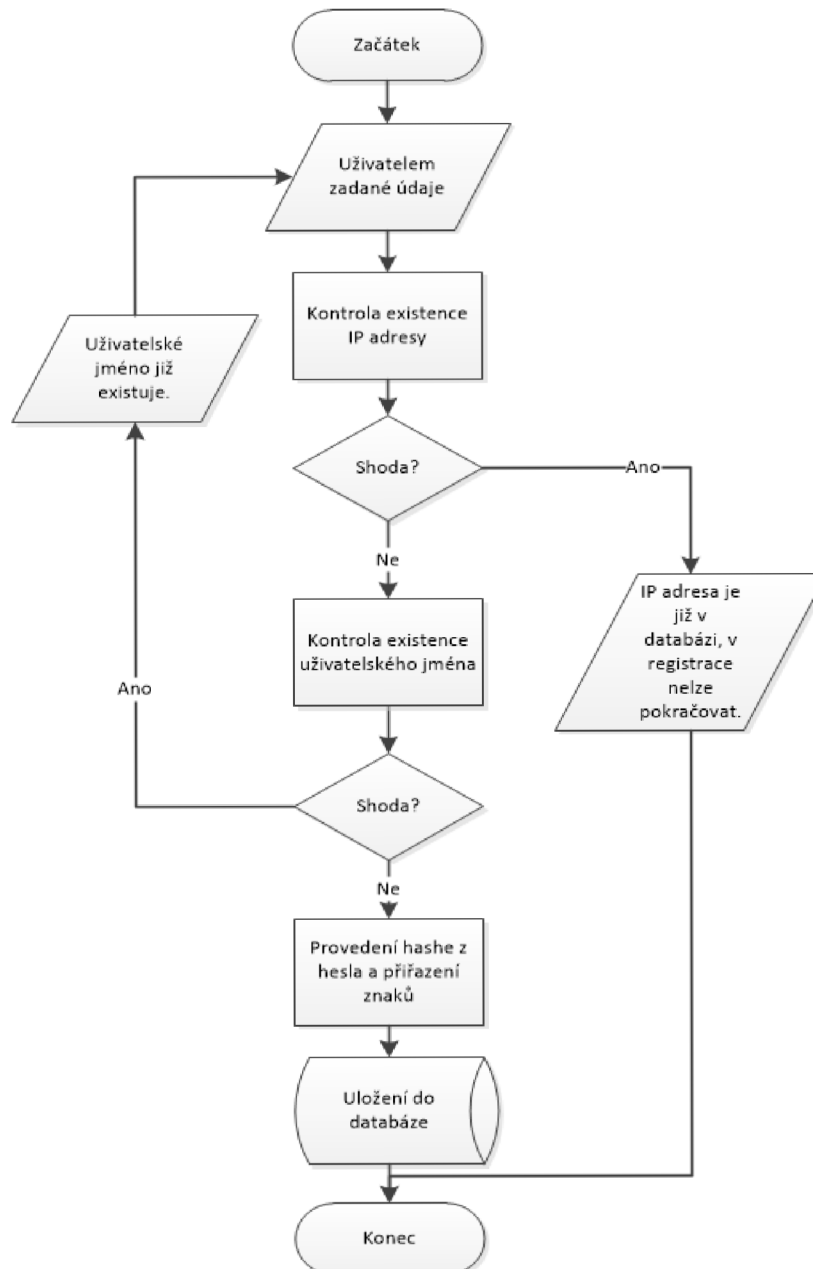 Začátek
Uživatelem
zadané údaje
Kontrola existence
IP adresy
Uživatelské
jméno již
existuje.
Shoda?
Ano
Ne
IP adresa je
již v
databázi, v
registrace
nelze
pokračovat.
Kontrola existence
uživatelského jména
Ano
Shoda?
Ne
Provedení hashe z
hesla a přiřazení
znaků
Uložení do
databáze
Konec